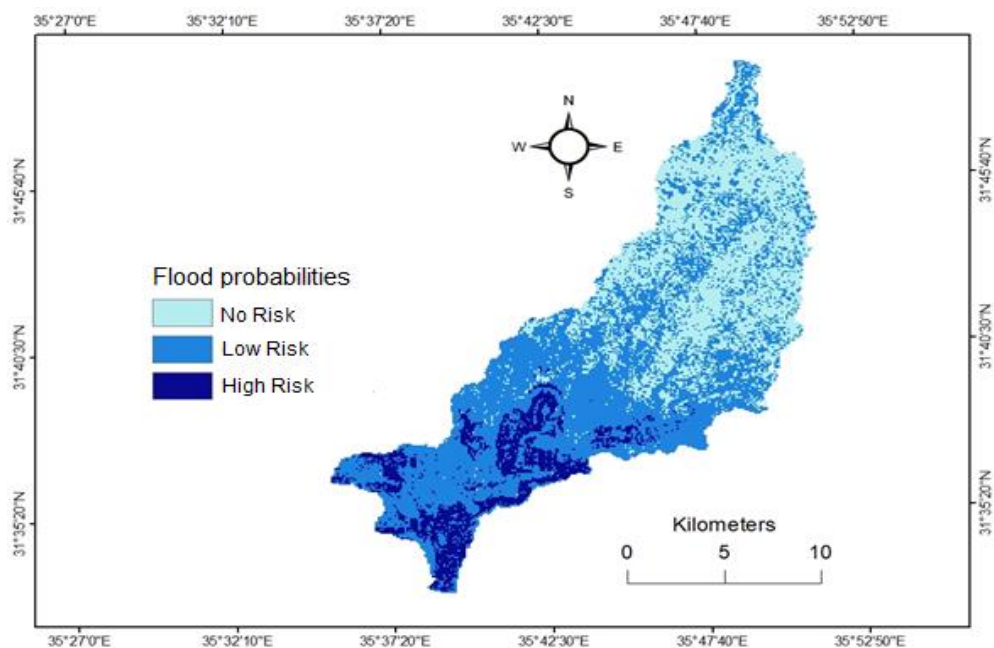 35°27'0"E 35°32'10"E 35°37'20"E 35°42'30"E 35°47'40"E 35°52'50"E
N
W E
S
31°45'40"N 31°45'40"N
Flood probabilities
No Risk
Low Risk
High Risk
31°40'30"N 31°40'30"N
31°35'20"N 31°35'20"N
Kilometers
0 5 10
35°27'0"E 35°32'10"E 35°37'20"E 35°42'30"E 35°47'40"E 35°52'50"E